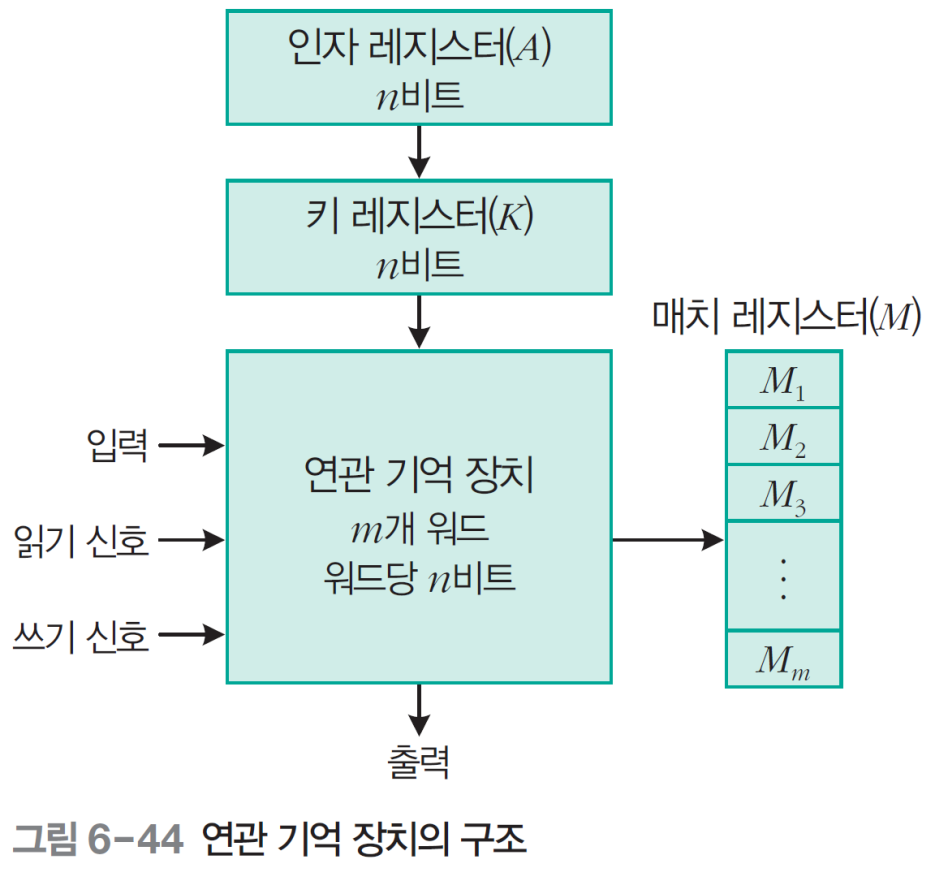 인자 레지스터(A)
n비트
키 레지스터(K)
n비트
매치 레지스터(M)
M1
M2
M3
⋮
Mm
입력
읽기 신호
쓰기 신호
연관 기억 장치
m개 워드
워드당 n비트
출력
그림 6-44 연관 기억 장치의 구조